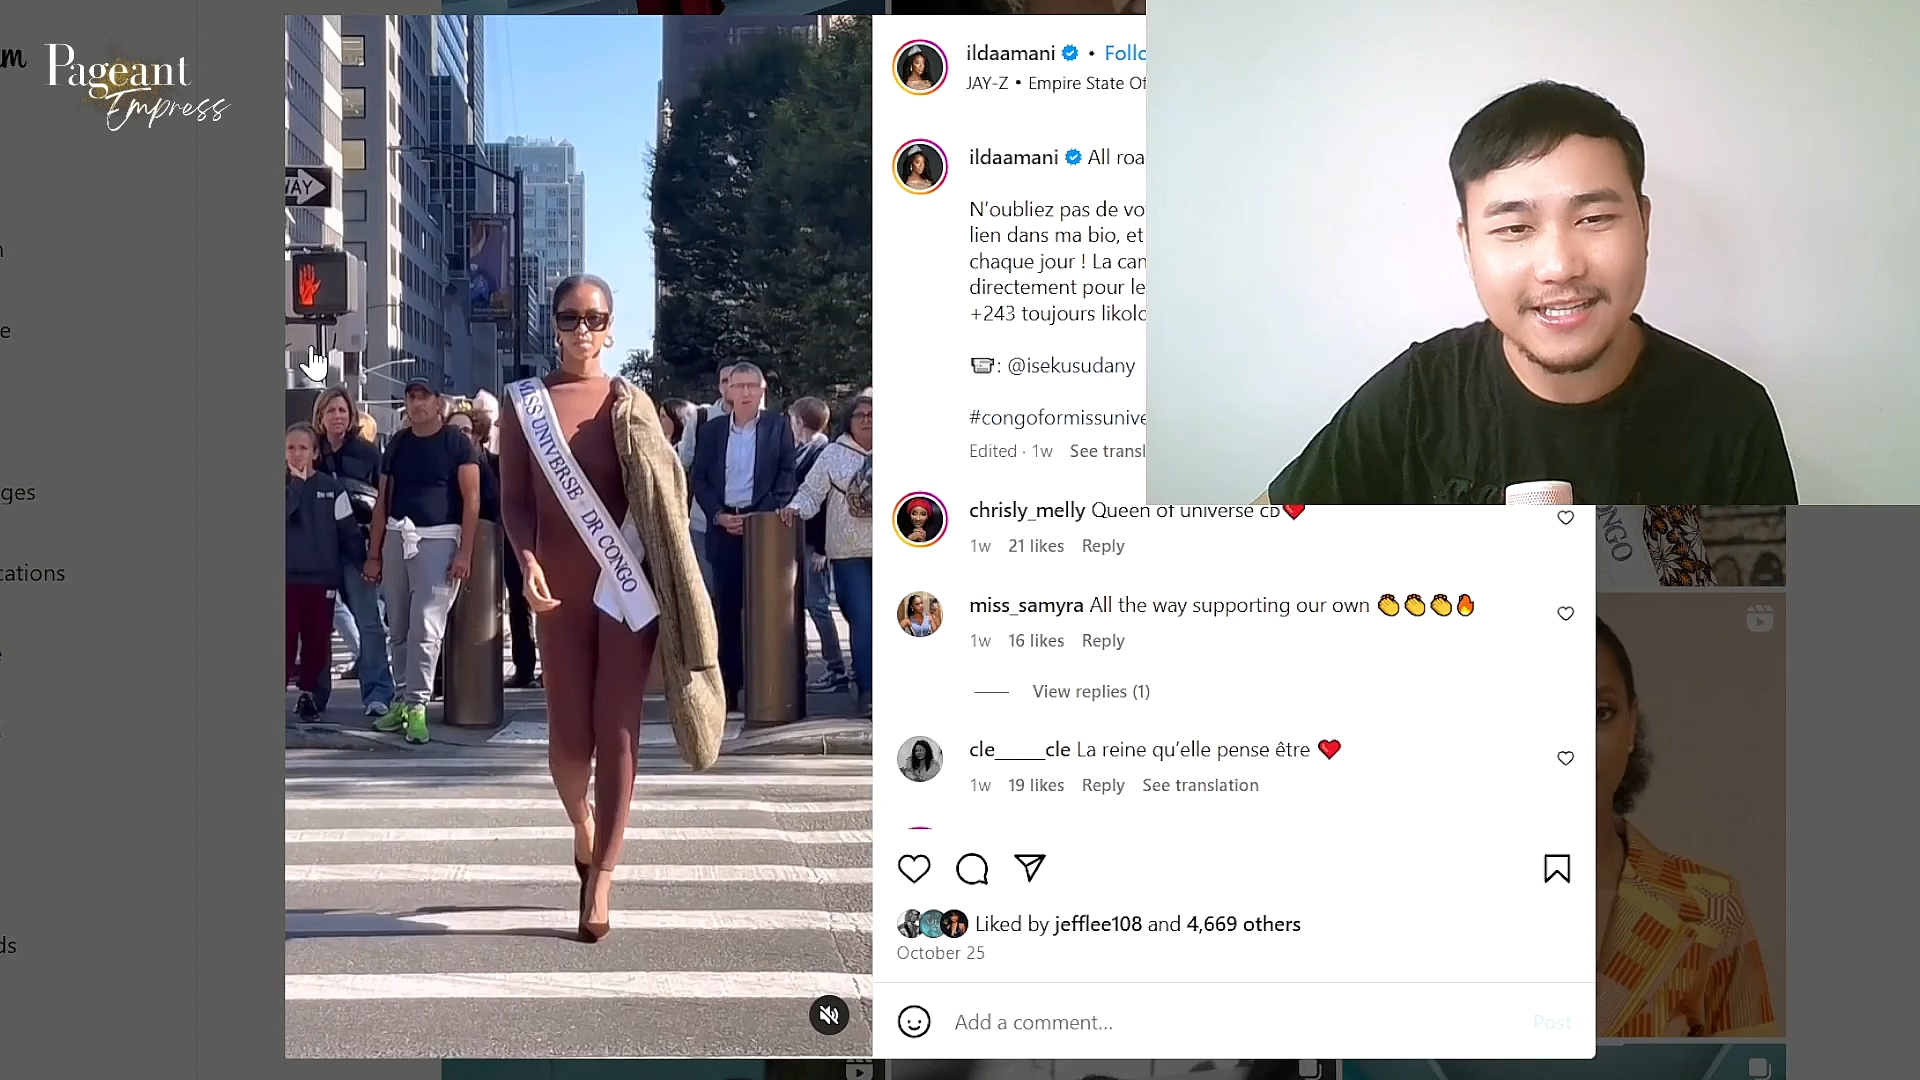 m
Pageant
Empress
WAY
MISS UNIVERSE - DR CONGO
ildaamani • Follo
JAY-Z • Empire State Of
ildaamani All roa
N'oubliez pas de vo
lien dans ma bio, et
chaque jour ! La can
directement pour le
+243 toujours likolo
: @isekusudany
#congoformissunive
Edited · 1w See transl
chrisly_melly Queen of universe cd
1w 21 likes Reply
miss_samyra All the way supporting our own
1w 16 likes Reply
View replies (1)
cle_____cle La reine qu'elle pense être
1w 19 likes Reply See translation
Liked by jefflee108 and 4,669 others
October 25
Add a comment...
Post
e
ges
cations
ds
ONGO